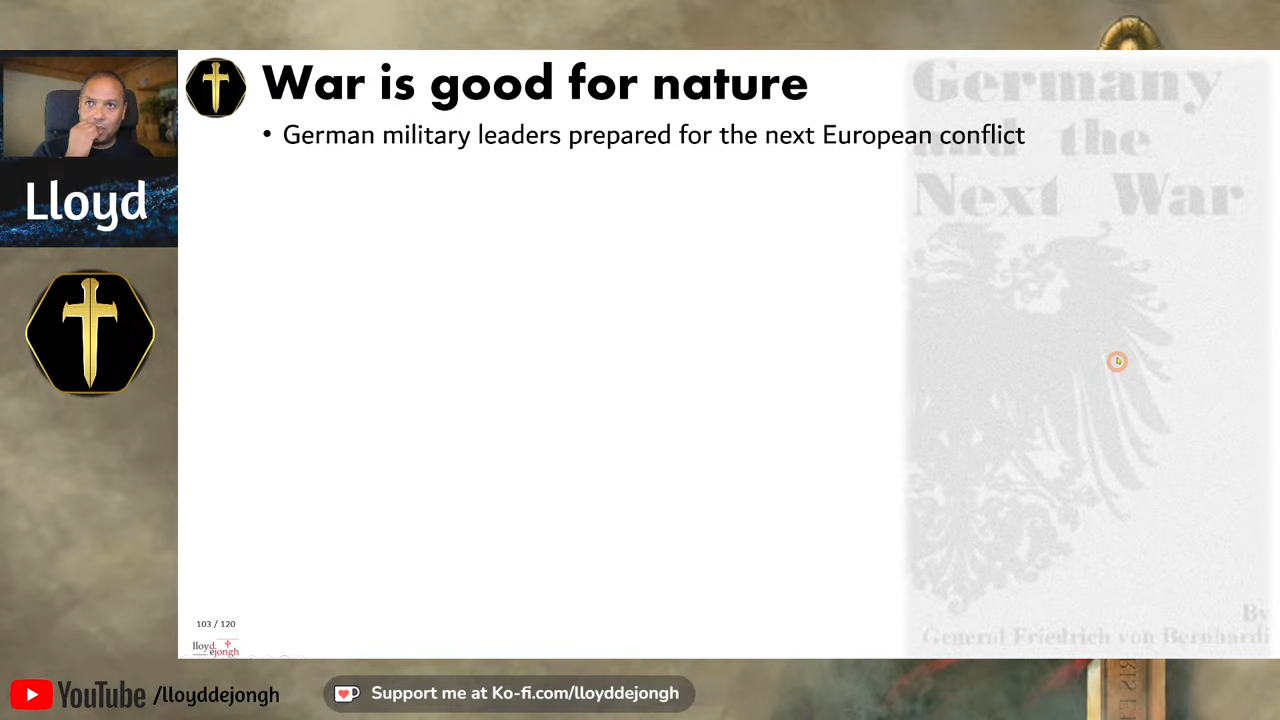 War is good for nature
• German military leaders prepared for the next European conflict
Germany
and the
Next War
By
General Friedrich von Bernhardi
Lloyd
103 / 120
lloyd
ejongh
YouTube /lloyddejongh
Support me at Ko-fi.com/lloyddejongh